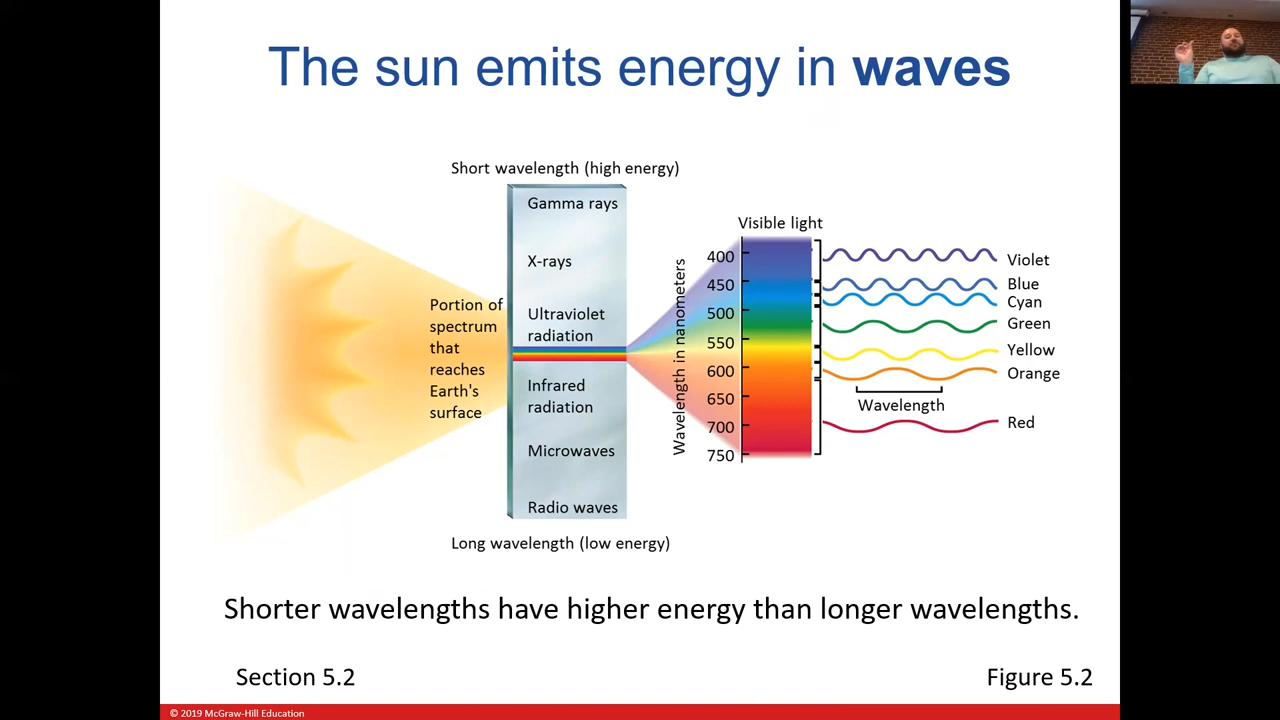 The sun emits energy in waves
Short wavelength (high energy)
Gamma rays
X-rays
Ultraviolet
radiation
Portion of
spectrum
that
reaches
Earth's
surface
Infrared
radiation
Microwaves
Radio waves
Long wavelength (low energy)
Visible light
Wavelength in nanometers
400
450
500
550
600
650
700
750
Violet
Blue
Cyan
Green
Yellow
Orange
Wavelength
Red
Shorter wavelengths have higher energy than longer wavelengths.
Section 5.2
Figure 5.2
© 2019 McGraw-Hill Education